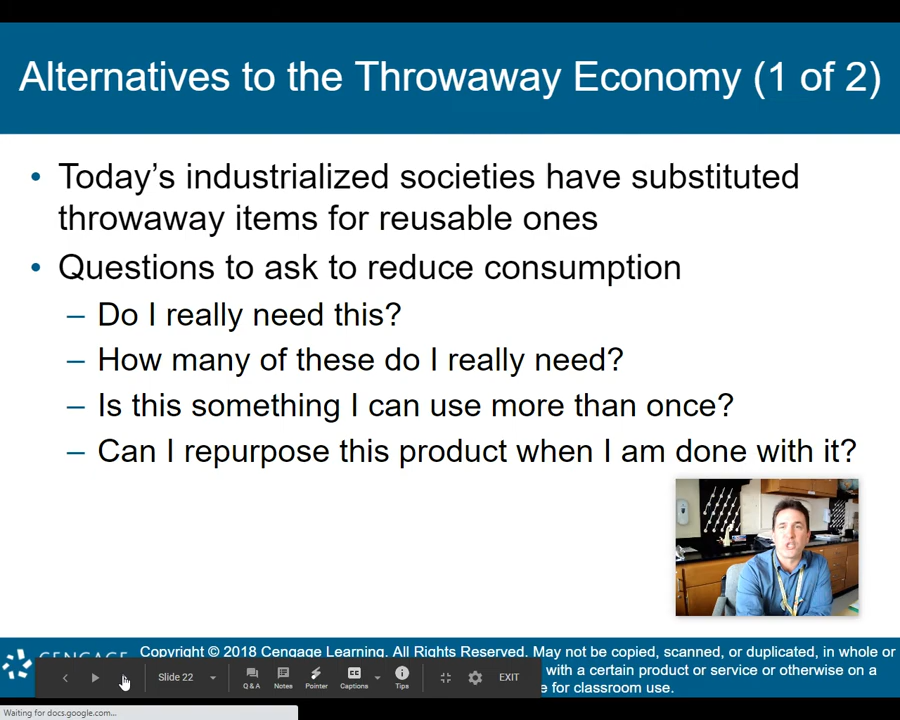 Alternatives to the Throwaway Economy (1 of 2)
• Today’s industrialized societies have substituted
throwaway items for reusable ones
• Questions to ask to reduce consumption
– Do I really need this?
– How many of these do I really need?
– Is this something I can use more than once?
– Can I repurpose this product when I am done with it?
CENGAGE
Copyright © 2018 Cengage Learning. All Rights Reserved. May not be copied, scanned, or duplicated, in whole or
with a certain product or service or otherwise on a
e for classroom use.
Slide 22
Q & A
Notes
Pointer
CC
Captions
Tips
EXIT
Waiting for docs.google.com...